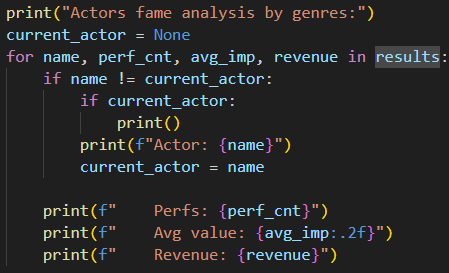 print("Actors fame analysis by genres:")
current_actor = None
for name, perf_cnt, avg_imp, revenue in results:
    if name != current_actor:
        if current_actor:
            print()
        print(f"Actor: {name}")
        current_actor = name

    print(f"    Perfs: {perf_cnt}")
    print(f"    Avg value: {avg_imp:.2f}")
    print(f"    Revenue: {revenue}")